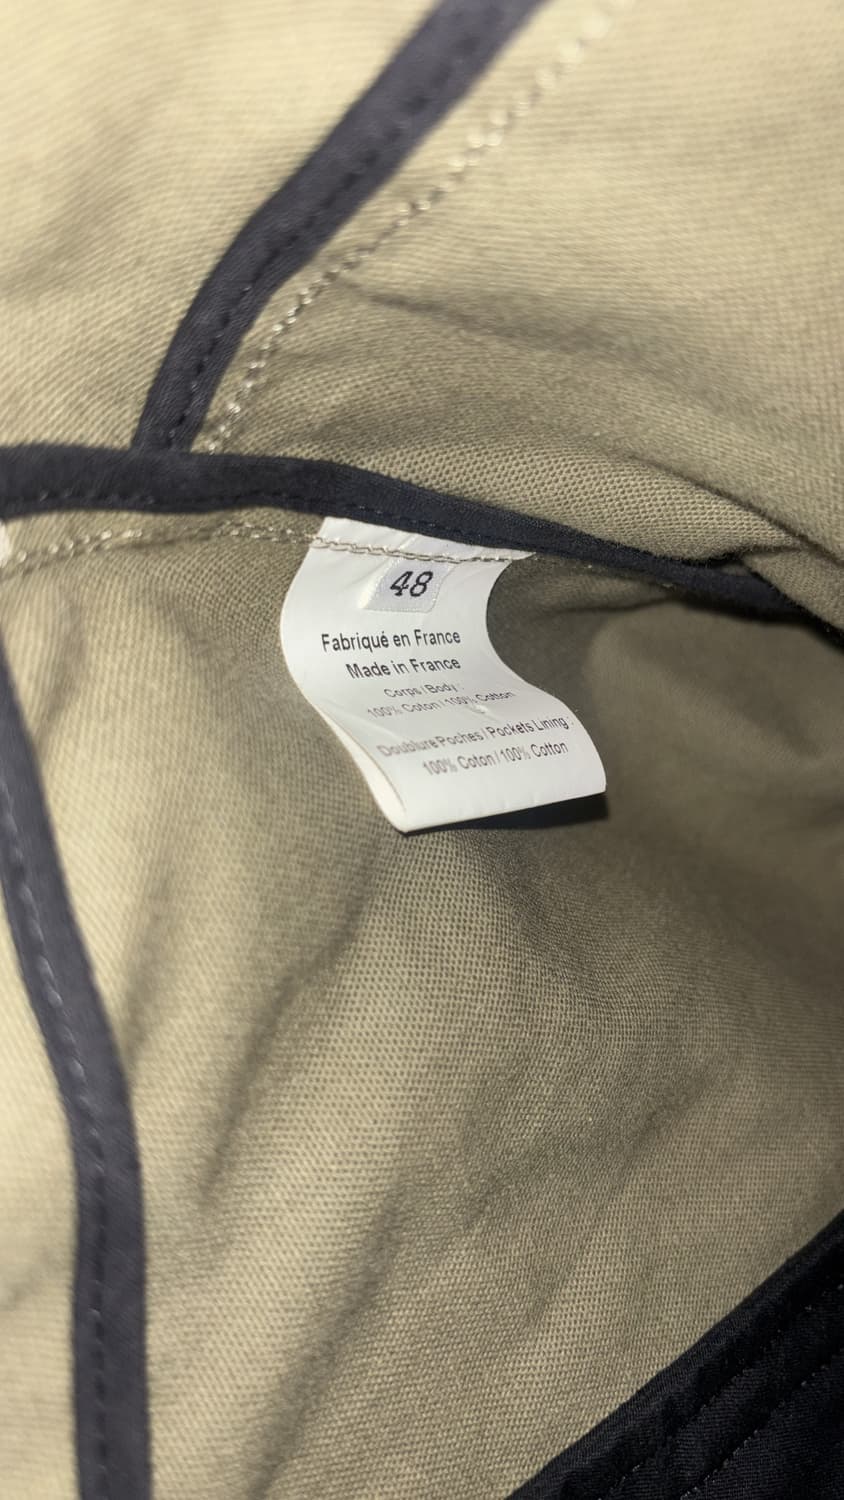 48
Fabriqué en France
Made in France
Corps / Body :
100% Coton / 100% Cotton
Doublure Poches / Pockets Lining :
100% Coton / 100% Cotton